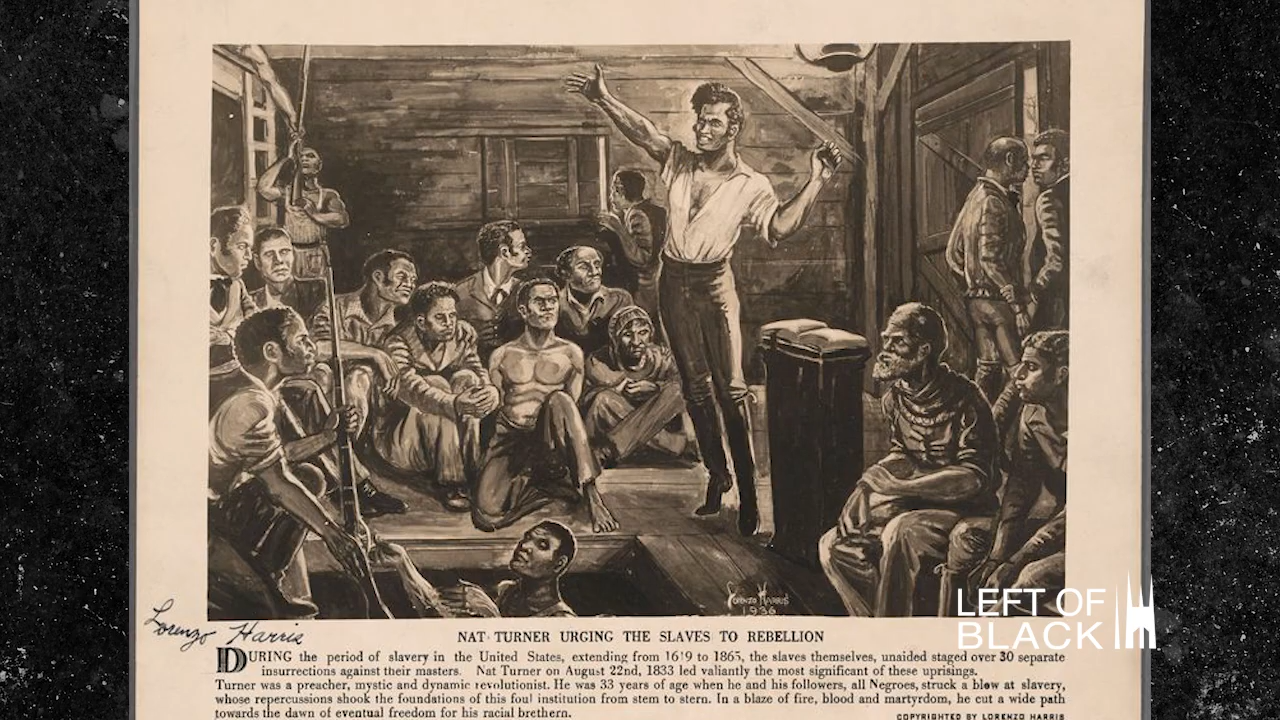 Lorenzo Harris
1936
Lorenzo Harris
NAT TURNER URGING THE SLAVES TO REBELLION
DURING the period of slavery in the United States, extending from 1619 to 1865, the slaves themselves, unaided staged over 30 separate
insurrections against their masters. Nat Turner on August 22nd, 1833 led valiantly the most significant of these uprisings.
Turner was a preacher, mystic and dynamic revolutionist. He was 33 years of age when he and his followers, all Negroes, struck a blow at slavery,
whose repercussions shook the foundations of this foul institution from stem to stern. In a blaze of fire, blood and martyrdom, he cut a wide path
towards the dawn of eventual freedom for his racial brethern.
COPYRIGHTED BY LORENZO HARRIS
LEFT OF
BLACK